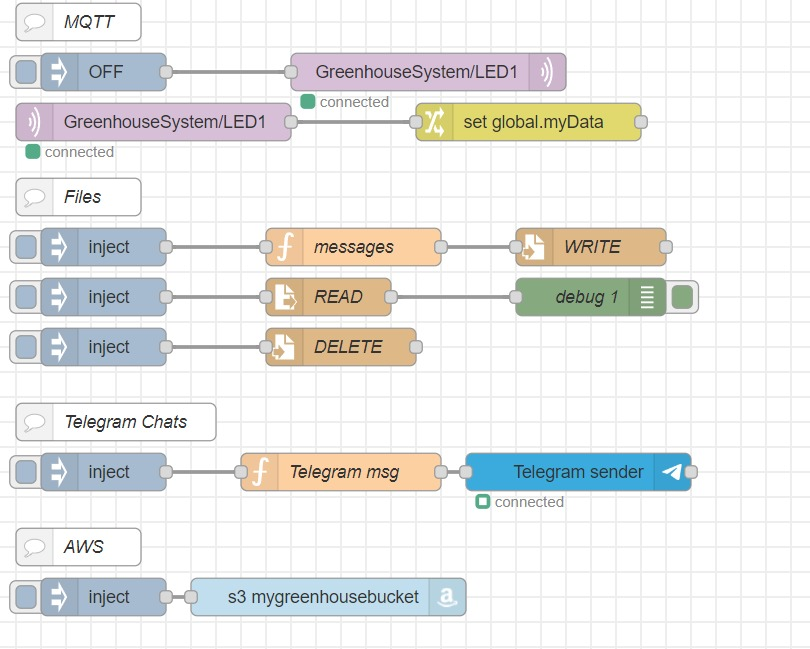 MQTT
OFF
GreenhouseSystem/LED1
connected
GreenhouseSystem/LED1
set global.myData
connected
Files
inject
messages
WRITE
inject
READ
debug 1
inject
DELETE
Telegram Chats
inject
Telegram msg
Telegram sender
connected
AWS
inject
s3 mygreenhousebucket